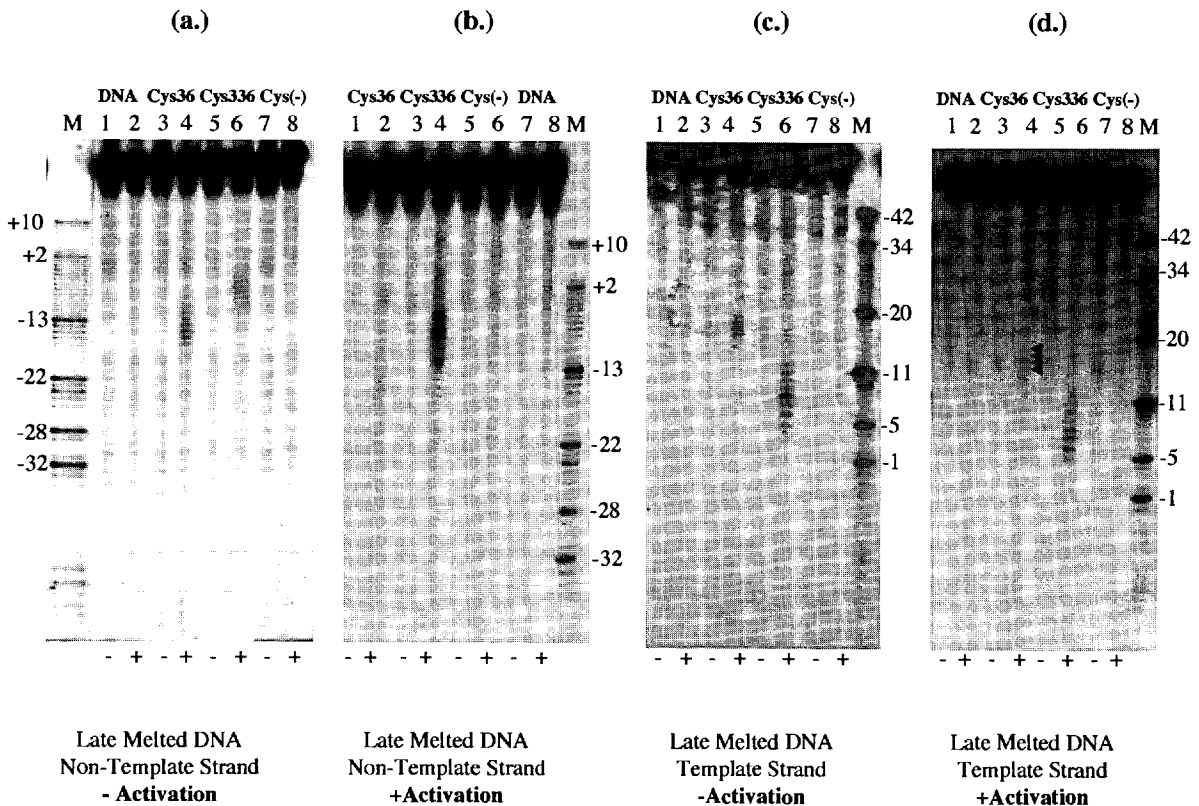 (a.) (b.) (c.) (d.)
DNA Cys36 Cys336 Cys(-)
M 1 2 3 4 5 6 7 8
+10
+2
-13
-22
-28
-32
- + - + - + - +
Late Melted DNA
Non-Template Strand
- Activation
Cys36 Cys336 Cys(-) DNA
1 2 3 4 5 6 7 8 M
+10
+2
-13
-22
-28
-32
- + - + - + - +
Late Melted DNA
Non-Template Strand
+Activation
DNA Cys36 Cys336 Cys(-)
1 2 3 4 5 6 7 8 M
-42
-34
-20
-11
-5
-1
- + - + - + - +
Late Melted DNA
Template Strand
-Activation
DNA Cys36 Cys336 Cys(-)
1 2 3 4 5 6 7 8 M
-42
-34
-20
-11
-5
-1
- + - + - + - +
Late Melted DNA
Template Strand
+Activation